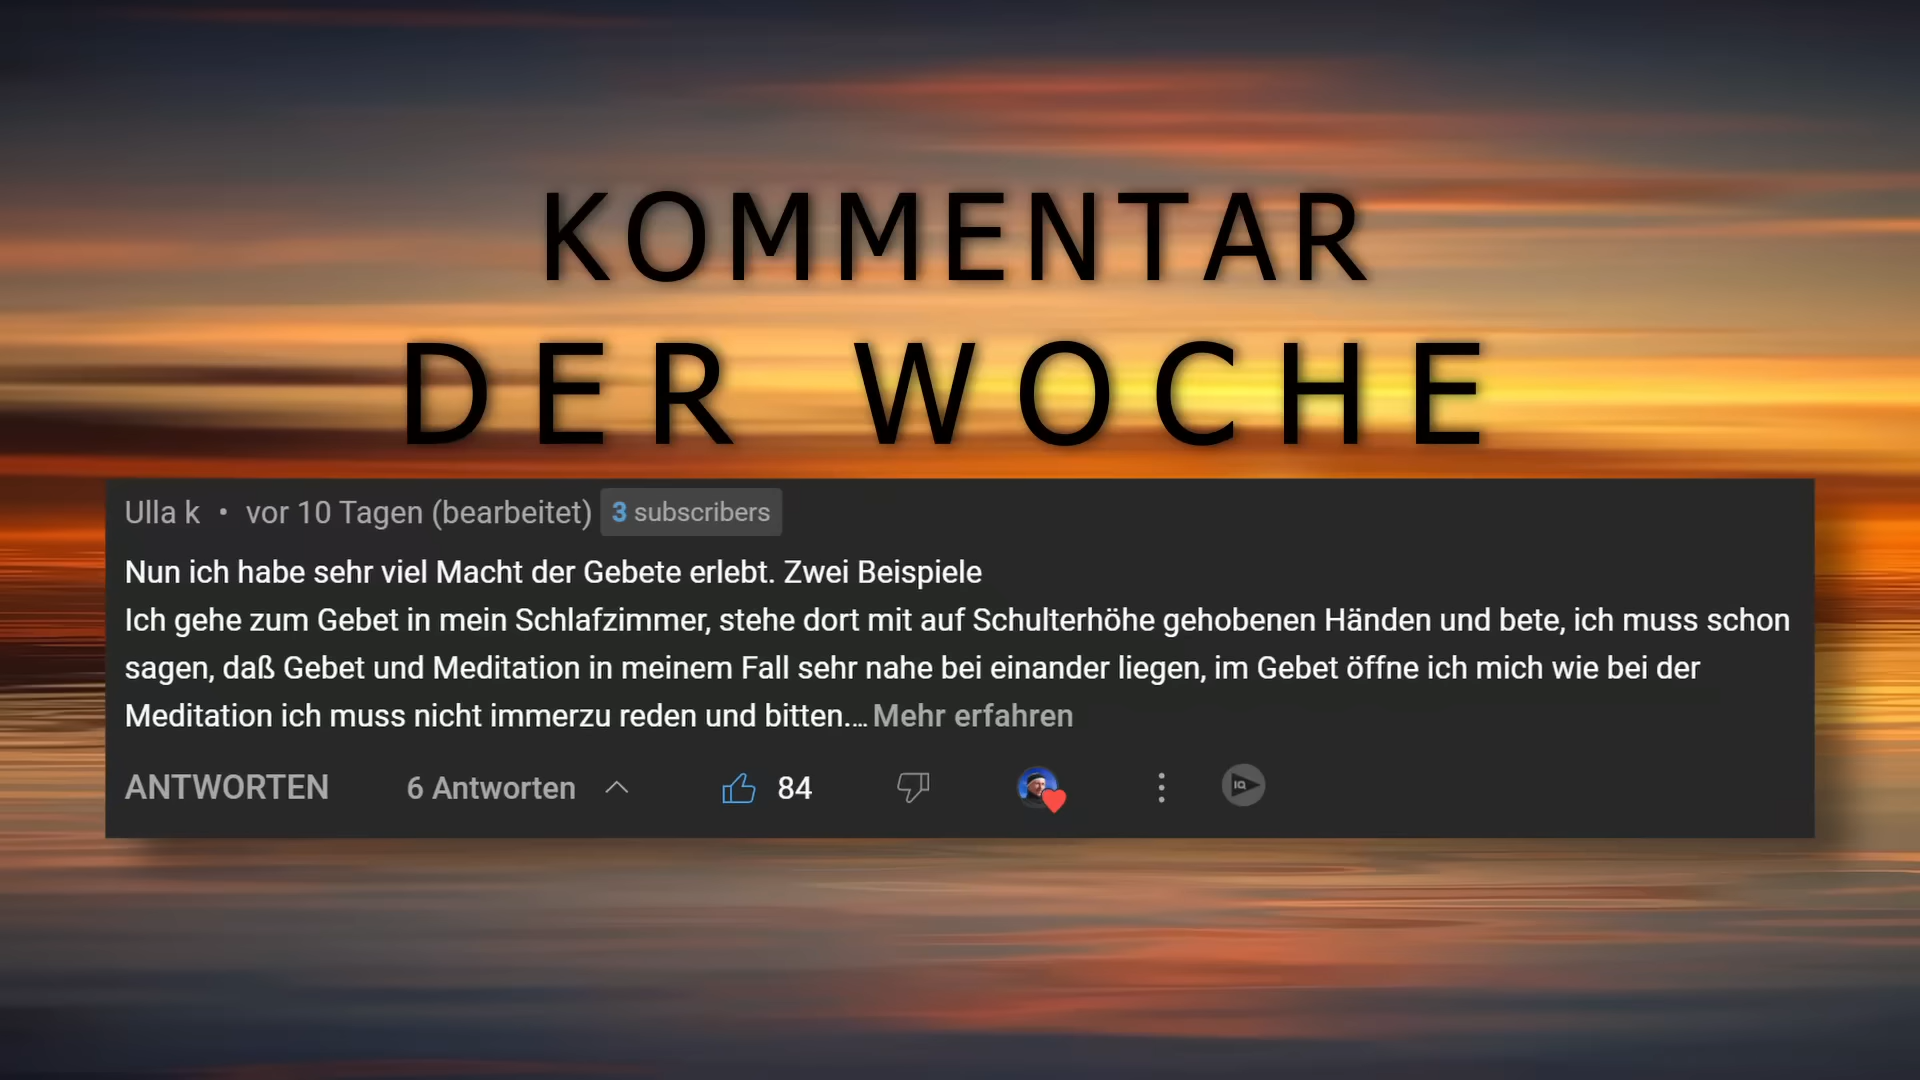 KOMMENTAR
DER WOCHE
Ulla k • vor 10 Tagen (bearbeitet) 3 subscribers
Nun ich habe sehr viel Macht der Gebete erlebt. Zwei Beispiele
Ich gehe zum Gebet in mein Schlafzimmer, stehe dort mit auf Schulterhöhe gehobenen Händen und bete, ich muss schon
sagen, daß Gebet und Meditation in meinem Fall sehr nahe bei einander liegen, im Gebet öffne ich mich wie bei der
Meditation ich muss nicht immerzu reden und bitten.... Mehr erfahren
ANTWORTEN 6 Antworten 84 IQ